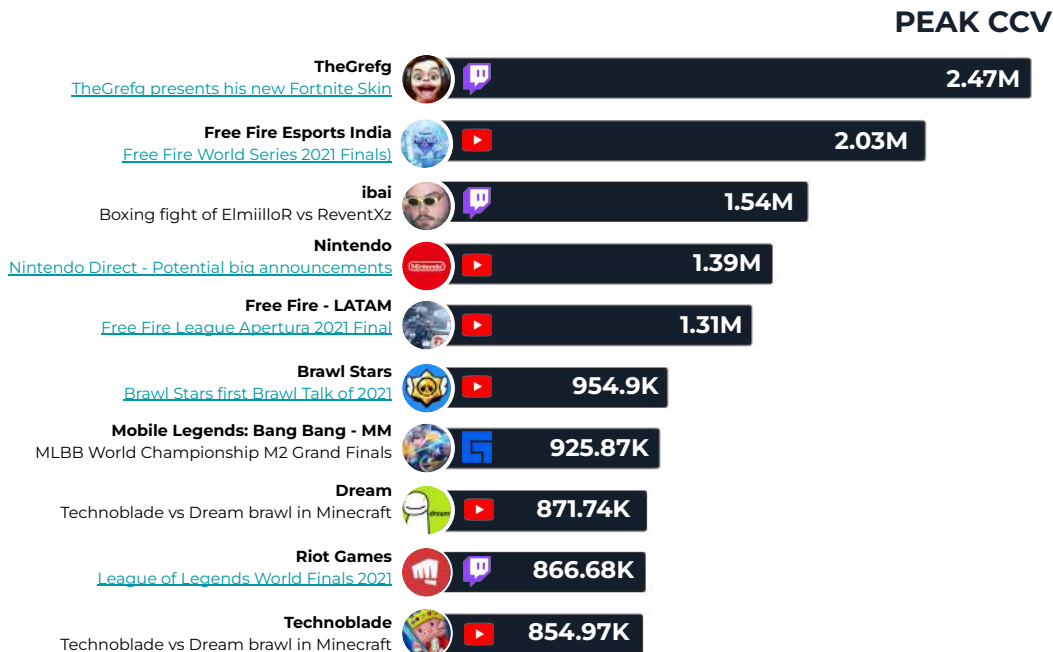 PEAK CCV
TheGrefg
TheGrefg presents his new Fortnite Skin
2.47M
Free Fire Esports India
Free Fire World Series 2021 Finals)
2.03M
ibai
Boxing fight of ElmiilloR vs ReventXz
1.54M
Nintendo
Nintendo Direct - Potential big announcements
Nintendo
1.39M
Free Fire - LATAM
Free Fire League Apertura 2021 Final
1.31M
Brawl Stars
Brawl Stars first Brawl Talk of 2021
954.9K
Mobile Legends: Bang Bang - MM
MLBB World Championship M2 Grand Finals
925.87K
Dream
Technoblade vs Dream brawl in Minecraft
dream
871.74K
Riot Games
League of Legends World Finals 2021
866.68K
Technoblade
Technoblade vs Dream brawl in Minecraft
854.97K